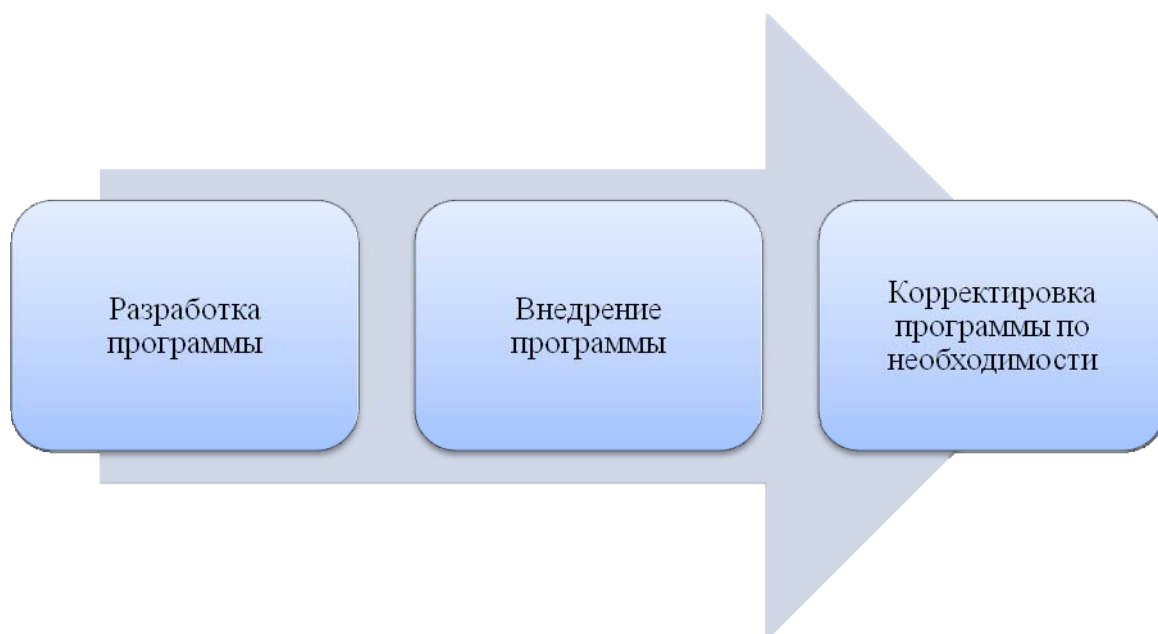 Разработка
программы
Внедрение
программы
Корректировка
программы по
необходимости